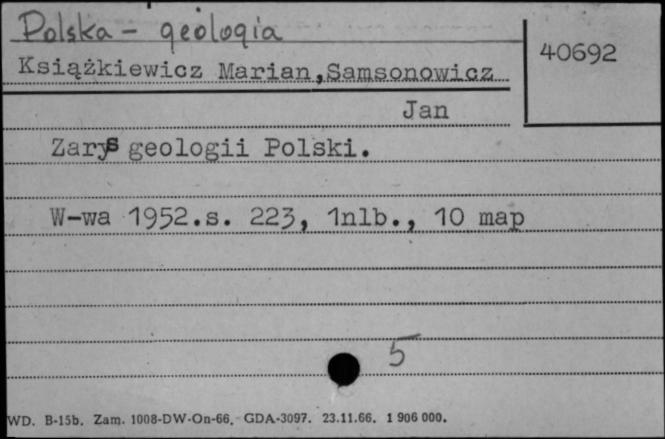 Polska - geologia
40692
Książkiewicz Marian, Samsonowicz
Jan
Zarys geologii Polski.
W-wa 1952.s. 223, 1nlb., 10 map
5
WD. B-15b. Zam. 1008-DW-On-66. GDA-3097. 23.11.66. 1 906 000.